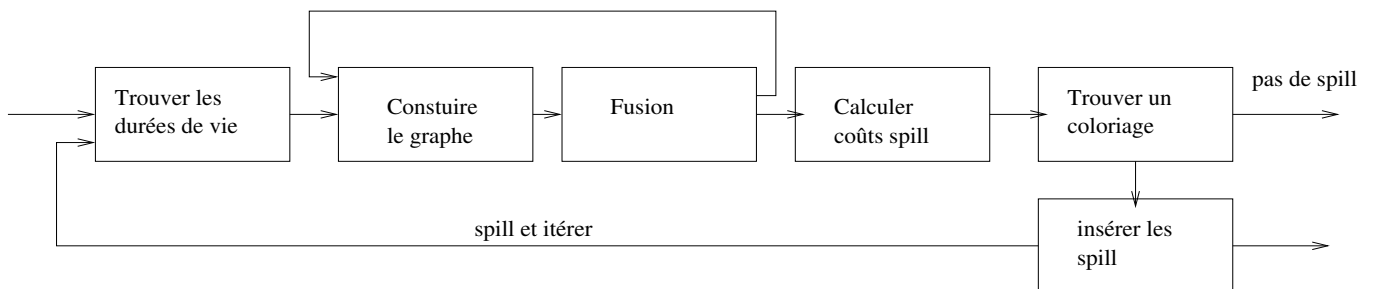 Trouver les
durées de vie
Constuire
le graphe
Fusion
Calculer
coûts spill
Trouver un
coloriage
pas de spill
spill et itérer
insérer les
spill